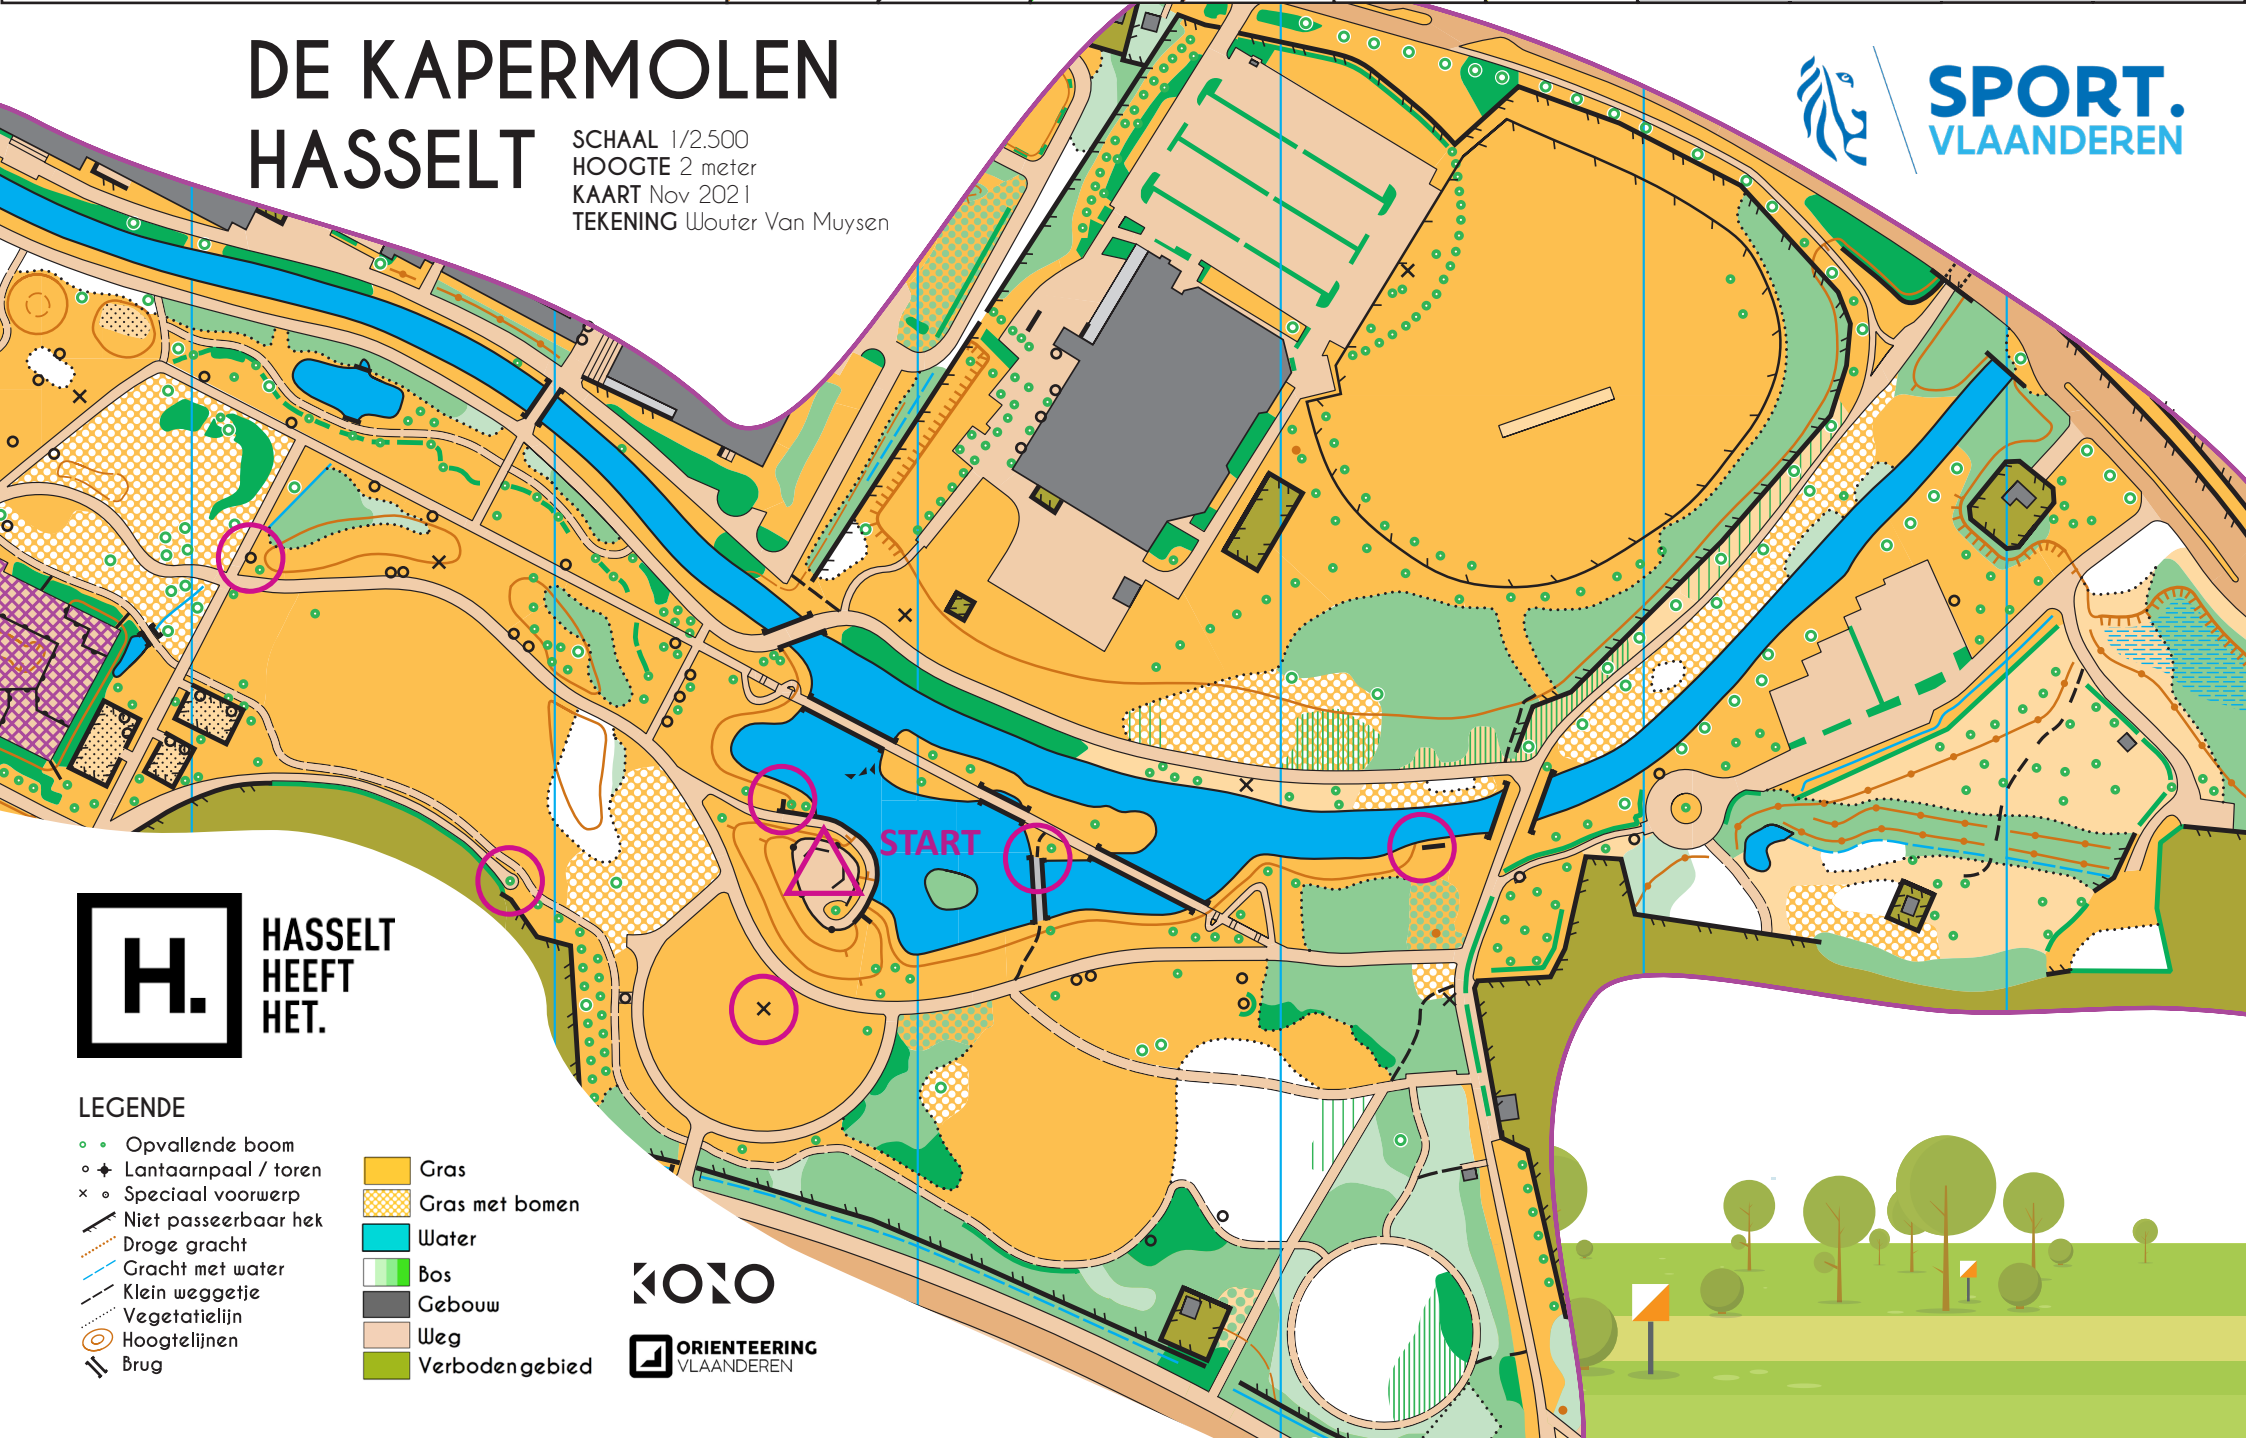 DE KAPERMOLEN
HASSELT
SCHAAL 1/2.500
HOOGTE 2 meter
KAART Nov 2021
TEKENING Wouter Van Muysen
SPORT.
VLAANDEREN
START
H.
HASSELT
HEEFT
HET.
LEGENDE
Opvallende boom
Lantaarnpaal / toren
Speciaal voorwerp
Niet passeerbaar hek
Droge gracht
Gracht met water
Klein weggetje
Vegetatielijn
Hoogtelijnen
Brug
Gras
Gras met bomen
Water
Bos
Gebouw
Weg
Verboden gebied
KONO
ORIENTEERING
VLAANDEREN